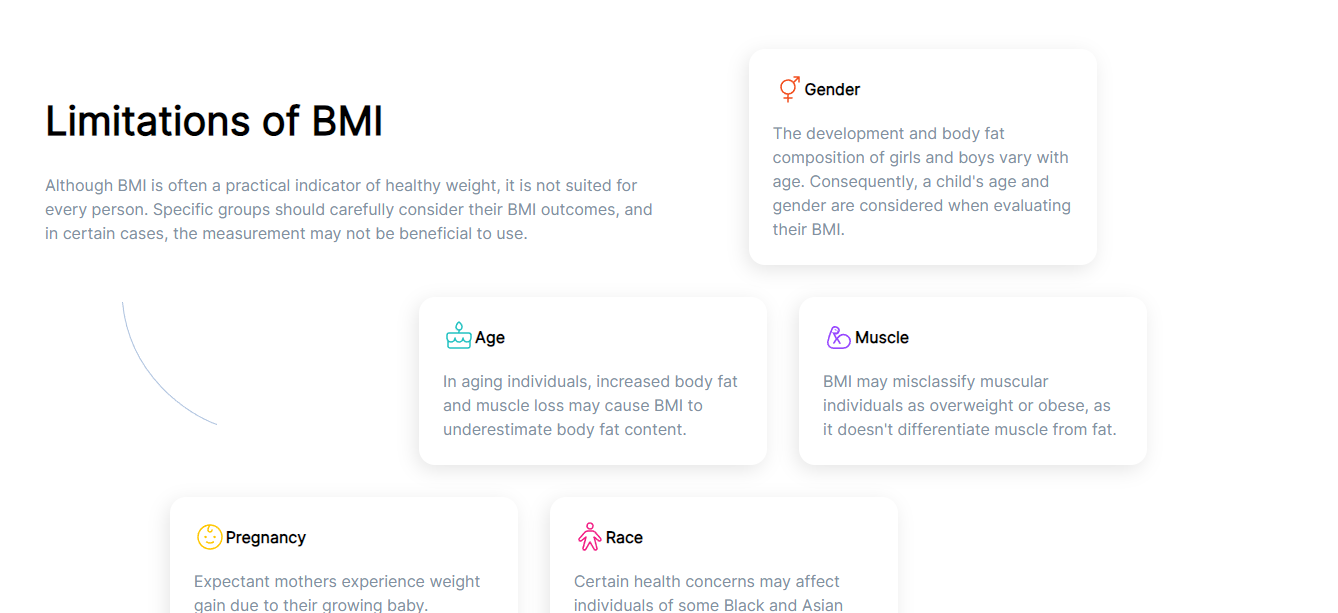 Limitations of BMI
Although BMI is often a practical indicator of healthy weight, it is not suited for
every person. Specific groups should carefully consider their BMI outcomes, and
in certain cases, the measurement may not be beneficial to use.
Gender
The development and body fat
composition of girls and boys vary with
age. Consequently, a child's age and
gender are considered when evaluating
their BMI.
Age
In aging individuals, increased body fat
and muscle loss may cause BMI to
underestimate body fat content.
Muscle
BMI may misclassify muscular
individuals as overweight or obese, as
it doesn't differentiate muscle from fat.
Pregnancy
Expectant mothers experience weight
gain due to their growing baby.
Race
Certain health concerns may affect
individuals of some Black and Asian